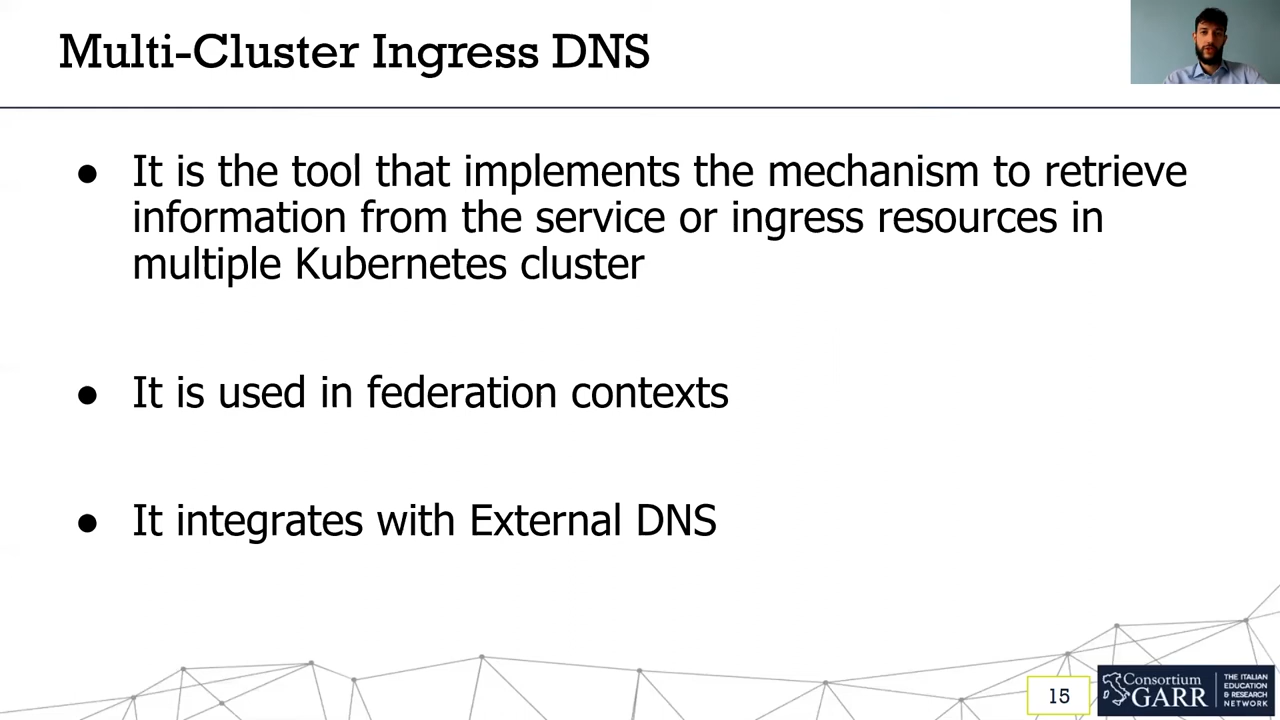 Multi-Cluster Ingress DNS
● It is the tool that implements the mechanism to retrieve
information from the service or ingress resources in
multiple Kubernetes cluster
● It is used in federation contexts
● It integrates with External DNS
15
Consortium
GARR
THE ITALIAN
EDUCATION
& RESEARCH
NETWORK